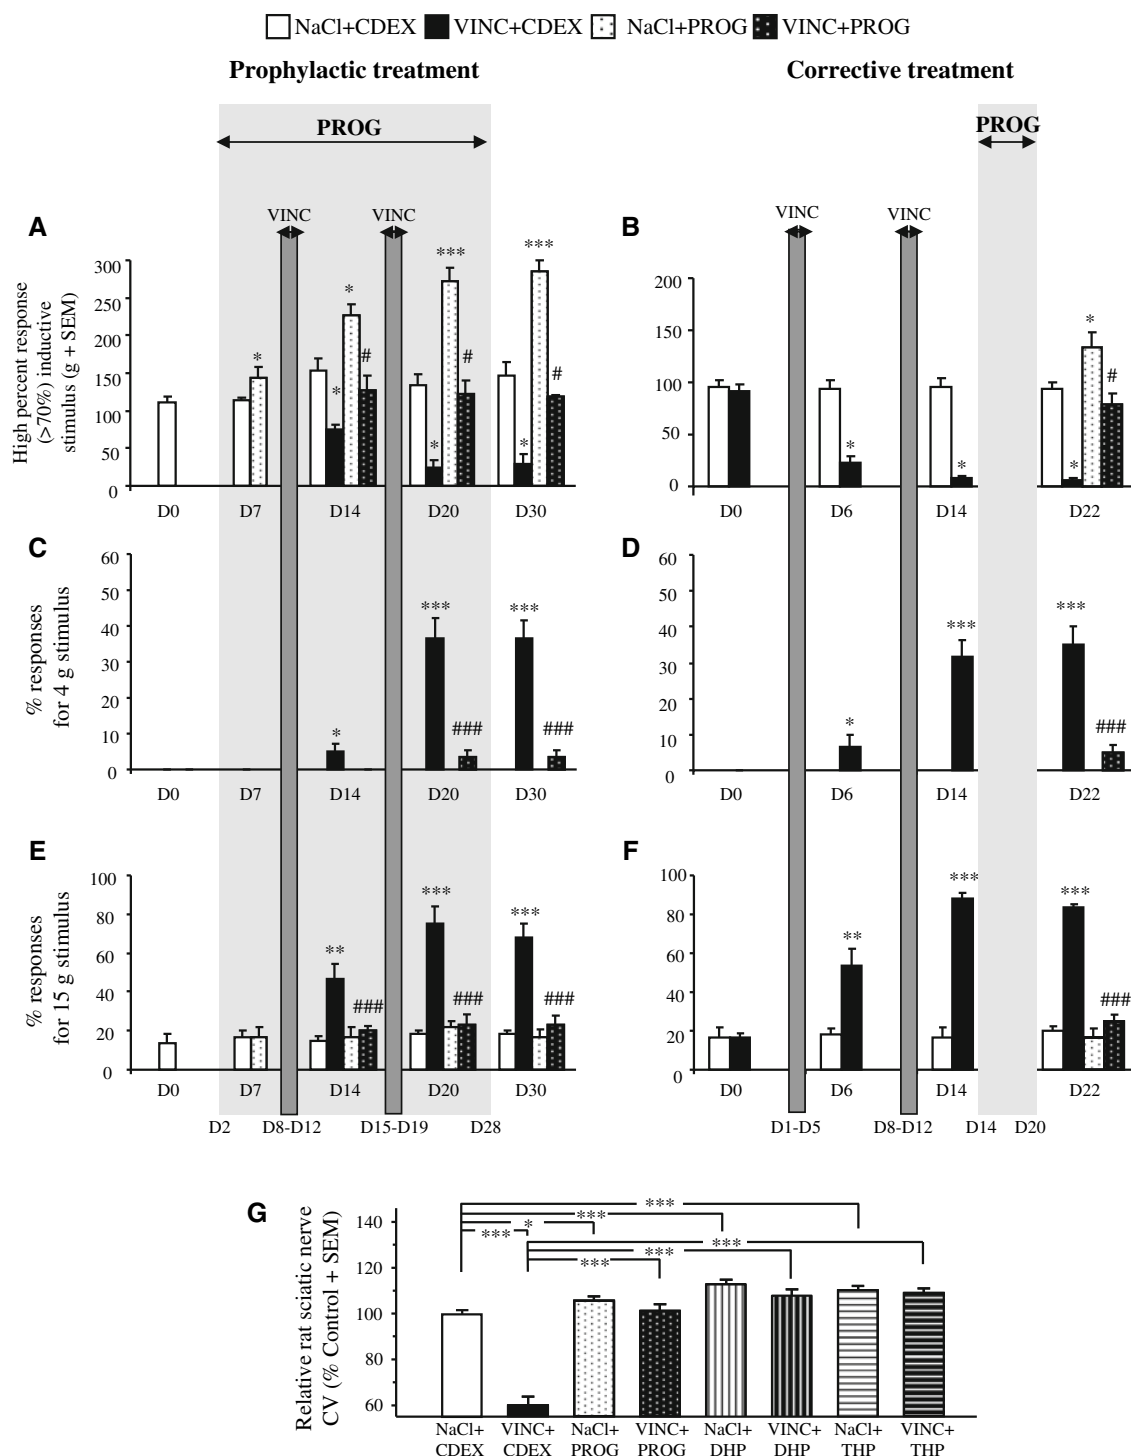 NaCl+CDEX VINC+CDEX NaCl+PROG VINC+PROG
Prophylactic treatment
Corrective treatment
PROG
PROG
A
VINC
VINC
High percent response
(>70%) inductive
stimulus (g + SEM)
300
250
200
150
100
50
0
*
*
*
#
***
*
#
***
*
#
D0 D7 D14 D20 D30
B
VINC
VINC
200
150
100
50
0
*
*
*
*
#
D0 D6 D14 D22
C
% responses
for 4 g stimulus
60
50
40
30
20
10
0
*
***
###
***
###
D0 D7 D14 D20 D30
D
60
50
40
30
20
10
0
*
***
***
###
D0 D6 D14 D22
E
% responses
for 15 g stimulus
100
80
60
40
20
0
**
###
***
###
***
###
D0 D7 D14 D20 D30
D2 D8-D12 D15-D19 D28
F
100
80
60
40
20
0
**
***
***
###
D0 D6 D14 D22
D1-D5 D8-D12 D14 D20
G
Relative rat sciatic nerve
CV (% Control + SEM)
140
120
100
80
60
***
***
*
***
***
***
***
NaCl+ VINC+ NaCl+ VINC+ NaCl+ VINC+ NaCl+ VINC+
CDEX CDEX PROG PROG DHP DHP THP THP